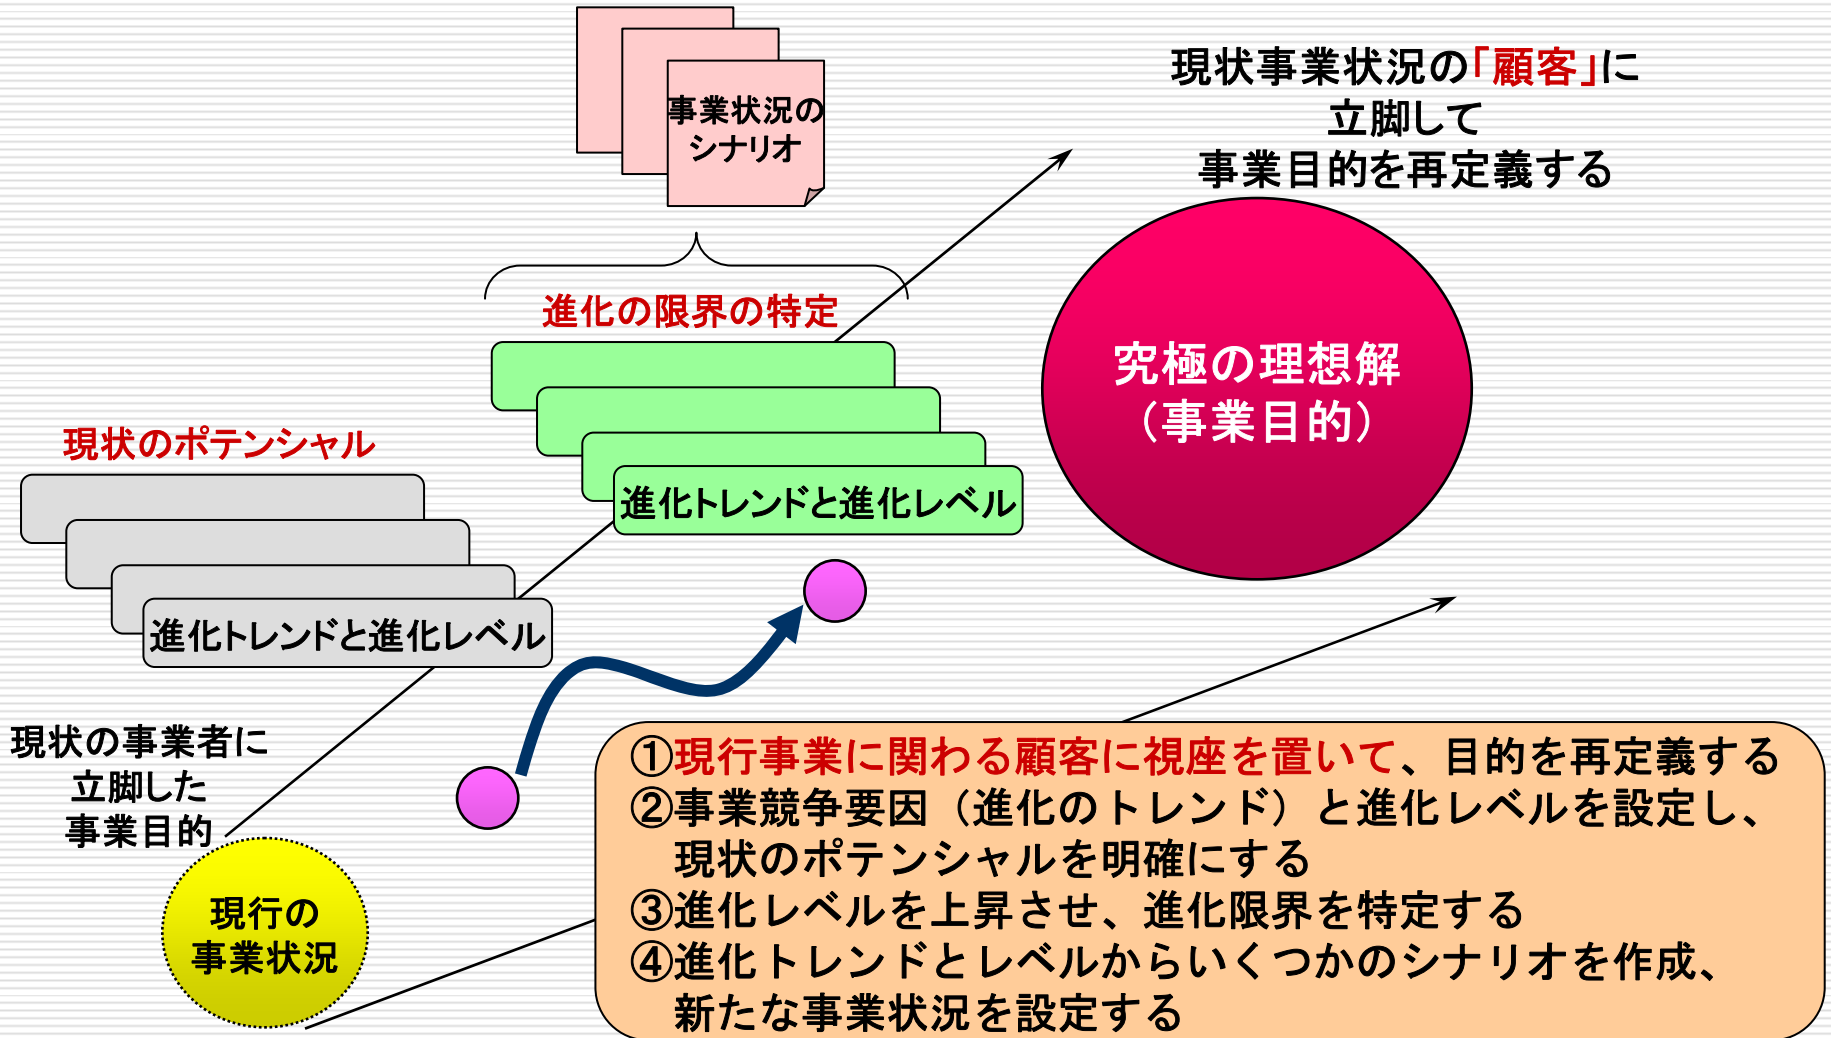 事業状況の
シナリオ
現状事業状況の「顧客」に
立脚して
事業目的を再定義する
進化の限界の特定
究極の理想解
（事業目的）
現状のポテンシャル
進化トレンドと進化レベル
進化トレンドと進化レベル
現状の事業者に
立脚した
事業目的
現行の
事業状況
①現行事業に関わる顧客に視座を置いて、目的を再定義する
②事業競争要因（進化のトレンド）と進化レベルを設定し、
現状のポテンシャルを明確にする
③進化レベルを上昇させ、進化限界を特定する
④進化トレンドとレベルからいくつかのシナリオを作成、
新たな事業状況を設定する